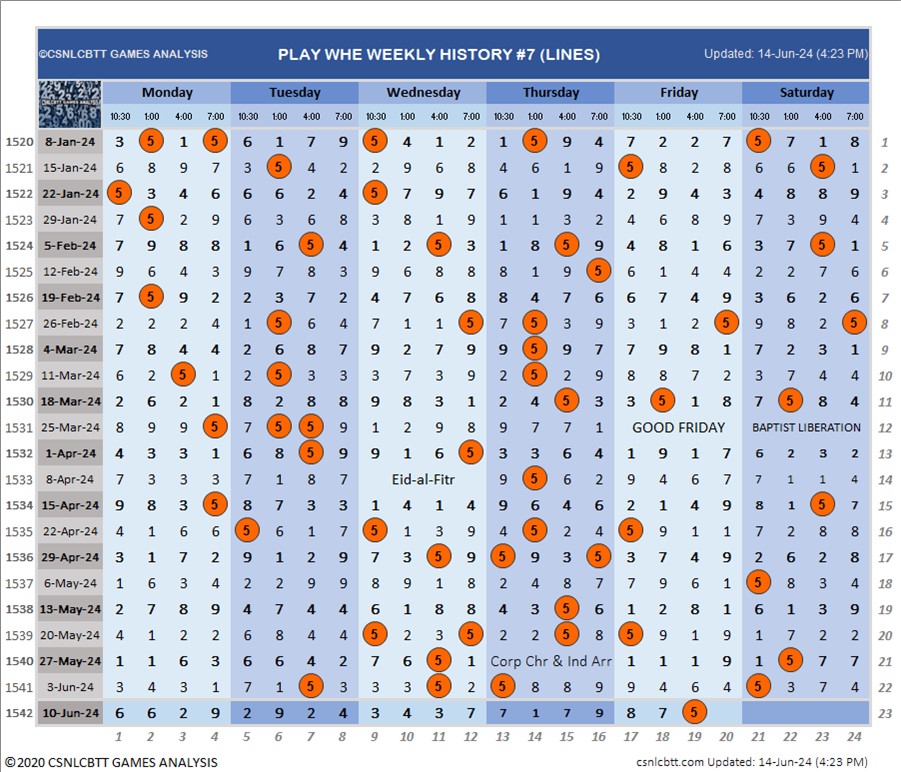 ©CSNLCBTT GAMES ANALYSIS PLAY WHE WEEKLY HISTORY #7 (LINES) Updated: 14-Jun-24 (4:23 PM)
Monday Tuesday Wednesday Thursday Friday Saturday
10:30 1:00 4:00 7:00 10:30 1:00 4:00 7:00 10:30 1:00 4:00 7:00 10:30 1:00 4:00 7:00 10:30 1:00 4:00 7:00 10:30 1:00 4:00 7:00
1520 8-Jan-24 3 5 1 5 6 1 7 9 5 4 1 2 1 5 9 4 7 2 2 7 5 7 1 8 1
1521 15-Jan-24 6 8 9 7 3 5 4 2 2 9 6 8 4 6 1 9 5 8 2 8 6 6 5 1 2
1522 22-Jan-24 5 3 4 6 6 6 2 4 5 7 9 7 6 1 9 4 2 9 4 3 4 8 8 9 3
1523 29-Jan-24 7 5 2 9 6 3 6 8 3 8 1 9 1 1 3 2 4 6 8 9 7 3 9 4 4
1524 5-Feb-24 7 9 8 8 1 6 5 4 1 2 5 3 1 8 5 9 4 8 1 6 3 7 5 1 5
1525 12-Feb-24 9 6 4 3 9 7 8 3 9 6 8 8 8 1 9 5 6 1 4 4 2 2 7 6 6
1526 19-Feb-24 7 5 9 2 2 3 7 2 4 7 6 8 8 4 7 6 6 7 4 9 3 6 2 6 7
1527 26-Feb-24 2 2 2 4 1 5 6 4 7 1 1 5 7 5 3 9 3 1 2 5 9 8 2 5 8
1528 4-Mar-24 7 8 4 4 2 6 8 7 9 2 7 9 9 5 9 7 7 9 8 1 7 2 3 1 9
1529 11-Mar-24 6 2 5 1 2 5 3 3 3 7 3 9 2 5 2 9 8 8 7 2 3 7 4 4 10
1530 18-Mar-24 2 6 2 1 8 2 8 8 9 8 3 1 2 4 5 3 3 5 1 8 7 5 8 4 11
1531 25-Mar-24 8 9 9 5 7 5 5 9 1 2 9 8 9 7 7 1 GOOD FRIDAY BAPTIST LIBERATION 12
1532 1-Apr-24 4 3 3 1 6 8 5 9 9 1 6 5 3 3 6 4 1 9 1 7 6 2 3 2 13
1533 8-Apr-24 7 3 3 3 7 1 8 7 Eid-al-Fitr 9 5 6 2 9 4 6 7 7 1 1 4 14
1534 15-Apr-24 9 8 3 5 8 7 3 3 1 4 1 4 9 6 4 6 2 1 4 9 8 1 5 7 15
1535 22-Apr-24 4 1 6 6 5 6 1 7 5 1 3 9 4 5 2 4 5 9 1 1 7 2 8 8 16
1536 29-Apr-24 3 1 7 2 9 1 2 9 7 3 5 9 5 9 3 5 3 7 4 9 2 6 2 8 17
1537 6-May-24 1 6 3 4 2 2 9 9 8 9 1 8 2 4 8 7 7 9 6 1 5 8 3 4 18
1538 13-May-24 2 7 8 9 4 7 4 4 6 1 8 8 4 3 5 6 1 2 8 1 6 1 3 9 19
1539 20-May-24 4 1 2 2 6 8 4 4 5 2 3 5 2 2 5 8 5 9 1 9 1 7 2 2 20
1540 27-May-24 1 1 6 3 6 6 4 2 7 6 5 1 Corp Chr & Ind Arr 1 1 1 9 1 5 7 7 21
1541 3-Jun-24 3 4 3 1 7 1 5 3 3 3 5 2 5 8 8 9 9 4 6 4 5 3 7 4 22
1542 10-Jun-24 6 6 2 9 2 9 2 4 3 4 3 7 7 1 7 9 8 7 5 23
1 2 3 4 5 6 7 8 9 10 11 12 13 14 15 16 17 18 19 20 21 22 23 24
©2020 CSNLCBTT GAMES ANALYSIS csnlcbtt.com Updated: 14-Jun-24 (4:23 PM)